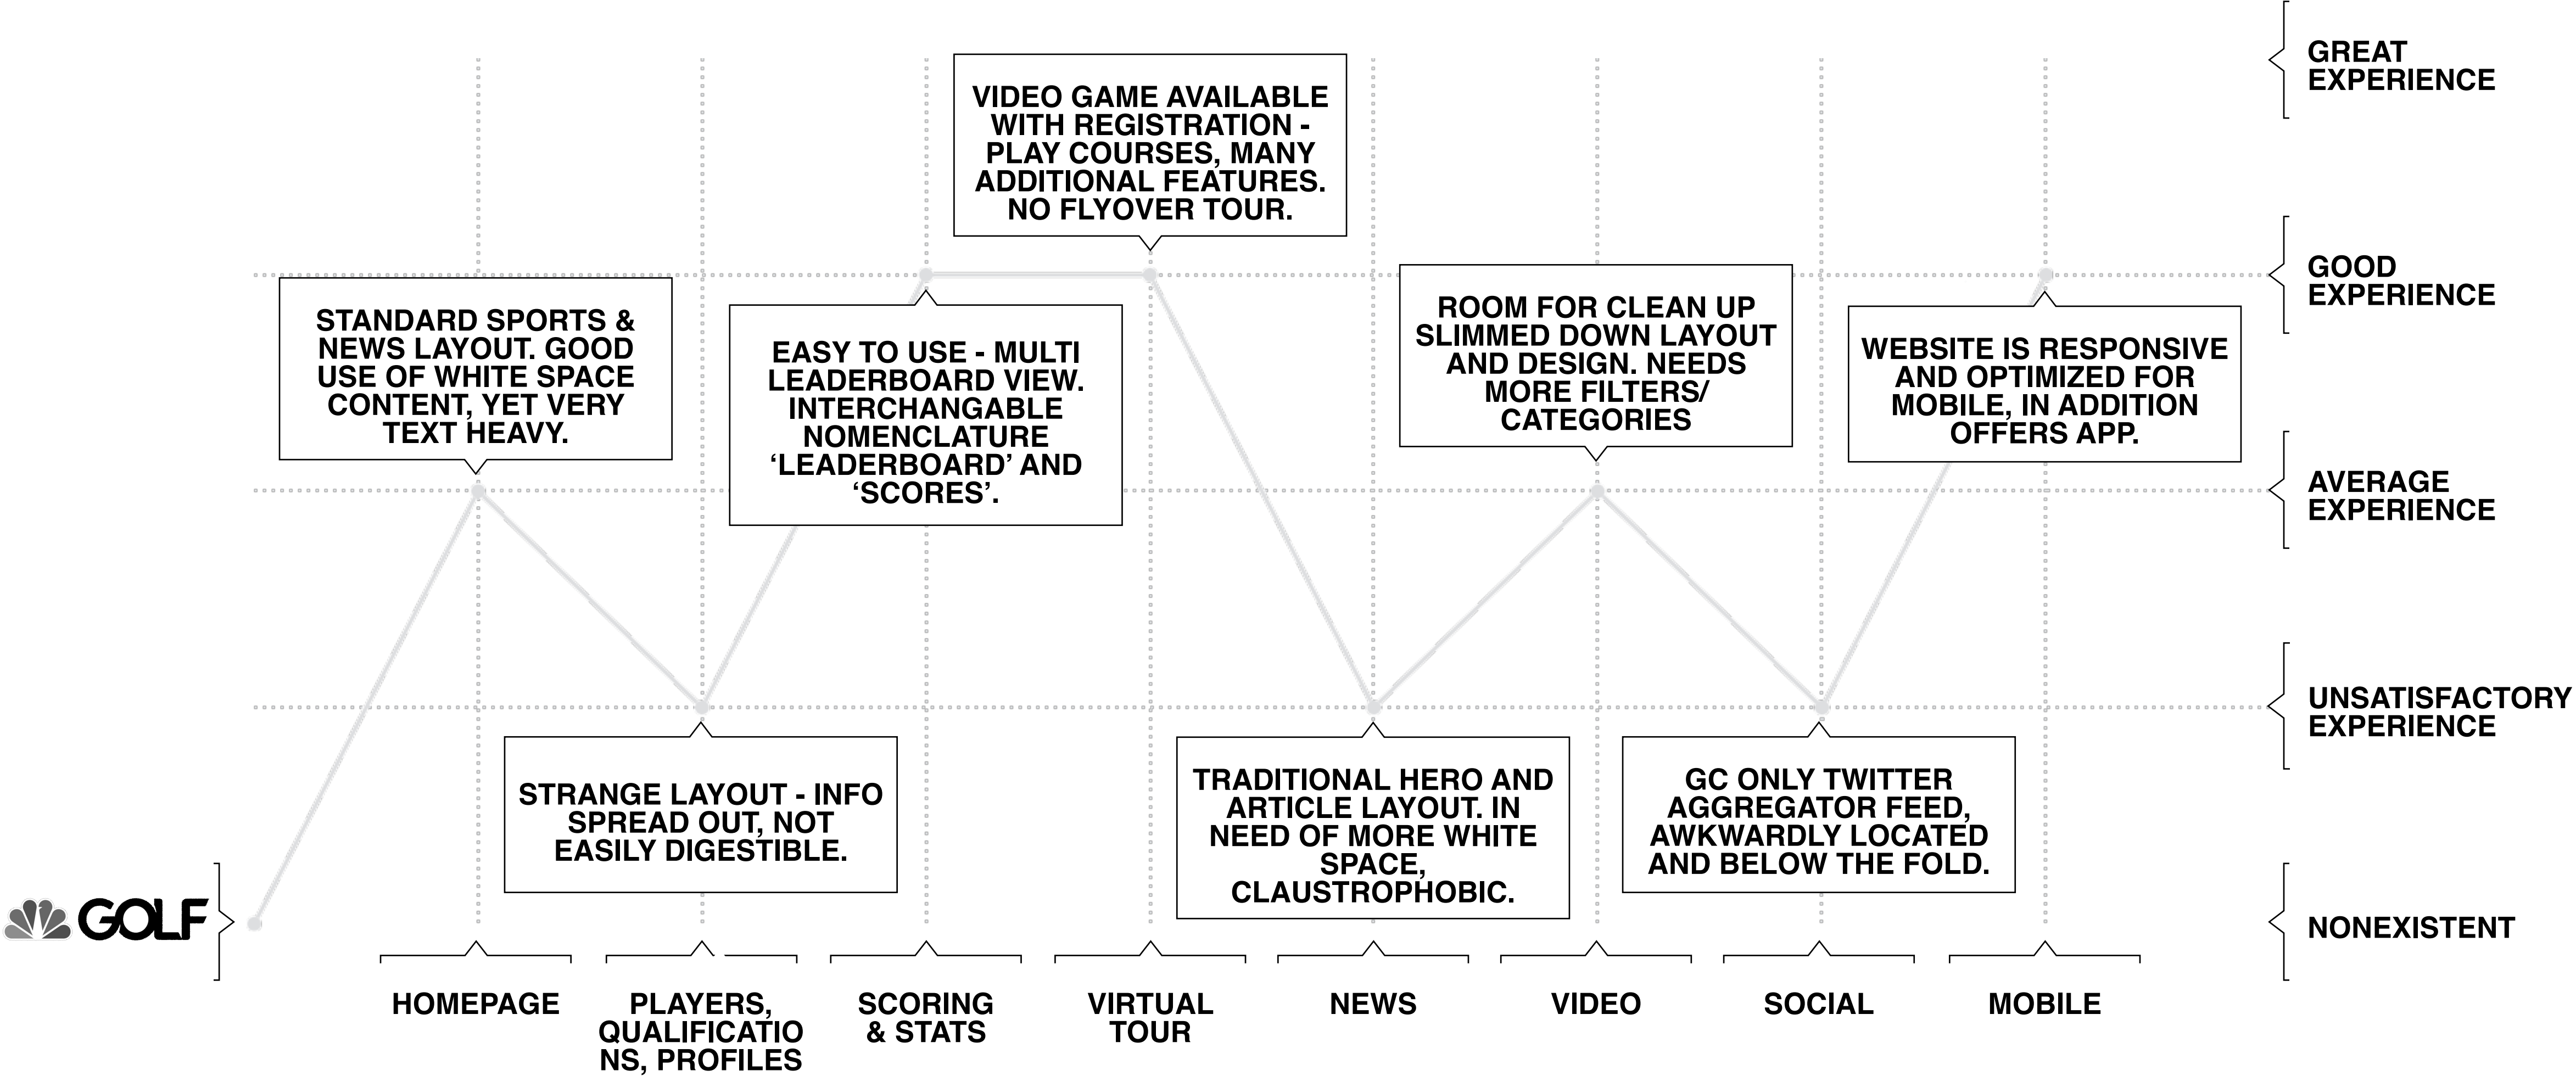 GREAT
EXPERIENCE
VIDEO GAME AVAILABLE
WITH REGISTRATION -
PLAY COURSES, MANY
ADDITIONAL FEATURES.
NO FLYOVER TOUR.
GOOD
EXPERIENCE
STANDARD SPORTS &
NEWS LAYOUT. GOOD
USE OF WHITE SPACE
CONTENT, YET VERY
TEXT HEAVY.
EASY TO USE - MULTI
LEADERBOARD VIEW.
INTERCHANGABLE
NOMENCLATURE
‘LEADERBOARD’ AND
‘SCORES’.
ROOM FOR CLEAN UP
SLIMMED DOWN LAYOUT
AND DESIGN. NEEDS
MORE FILTERS/
CATEGORIES
WEBSITE IS RESPONSIVE
AND OPTIMIZED FOR
MOBILE, IN ADDITION
OFFERS APP.
AVERAGE
EXPERIENCE
UNSATISFACTORY
EXPERIENCE
STRANGE LAYOUT - INFO
SPREAD OUT, NOT
EASILY DIGESTIBLE.
TRADITIONAL HERO AND
ARTICLE LAYOUT. IN
NEED OF MORE WHITE
SPACE,
CLAUSTROPHOBIC.
GC ONLY TWITTER
AGGREGATOR FEED,
AWKWARDLY LOCATED
AND BELOW THE FOLD.
GOLF
NONEXISTENT
HOMEPAGE
PLAYERS,
QUALIFICATIO
NS, PROFILES
SCORING
& STATS
VIRTUAL
TOUR
NEWS
VIDEO
SOCIAL
MOBILE